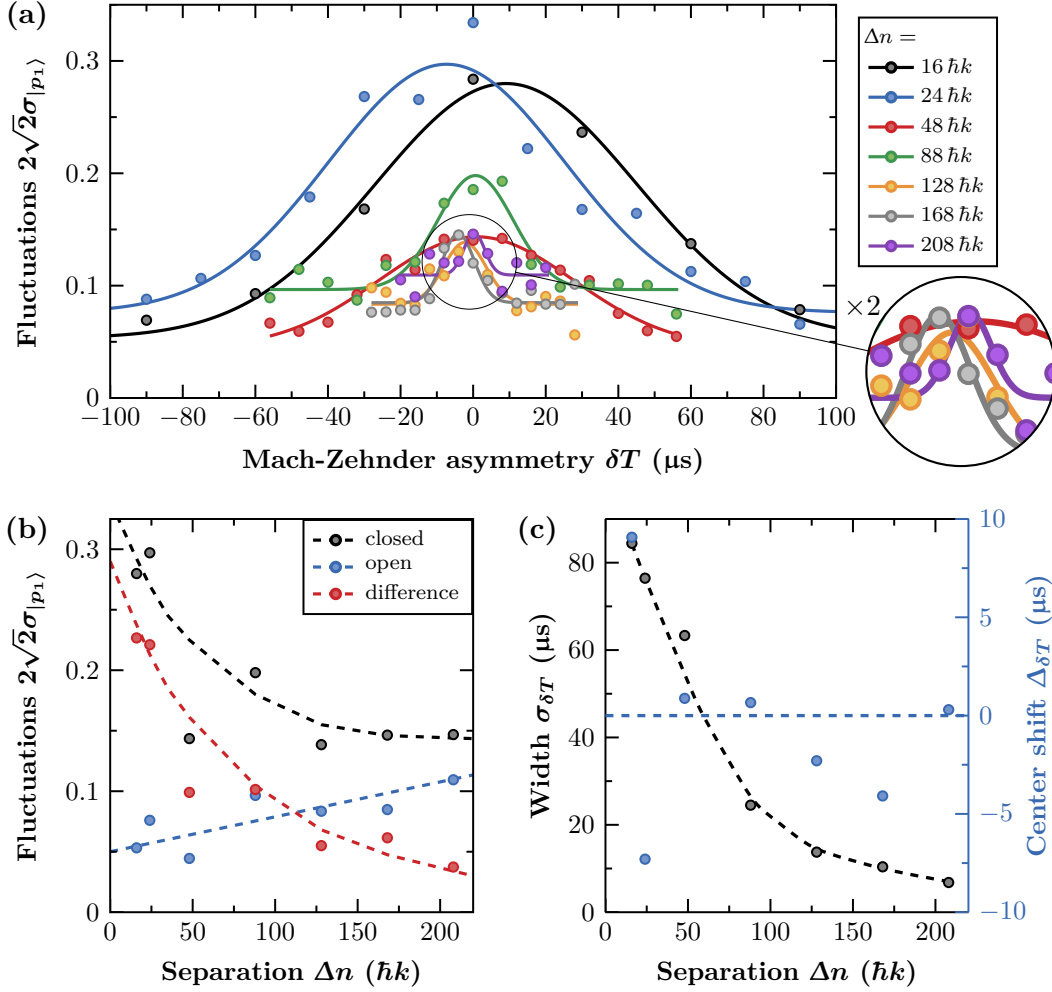 (a)
Fluctuations 2√2σ|p₁⟩
0.3
0.2
0.1
0
−100 −80 −60 −40 −20 0 20 40 60 80 100
Mach-Zehnder asymmetry δT (µs)
Δn =
16 ħk
24 ħk
48 ħk
88 ħk
128 ħk
168 ħk
208 ħk
×2
(b)
Fluctuations 2√2σ|p₁⟩
0.3
0.2
0.1
0
0 50 100 150 200
Separation Δn (ħk)
closed
open
difference
(c)
Width σδT (µs)
80
60
40
20
0
0 50 100 150 200
Separation Δn (ħk)
10
5
0
−5
−10
Center shift ΔδT (µs)